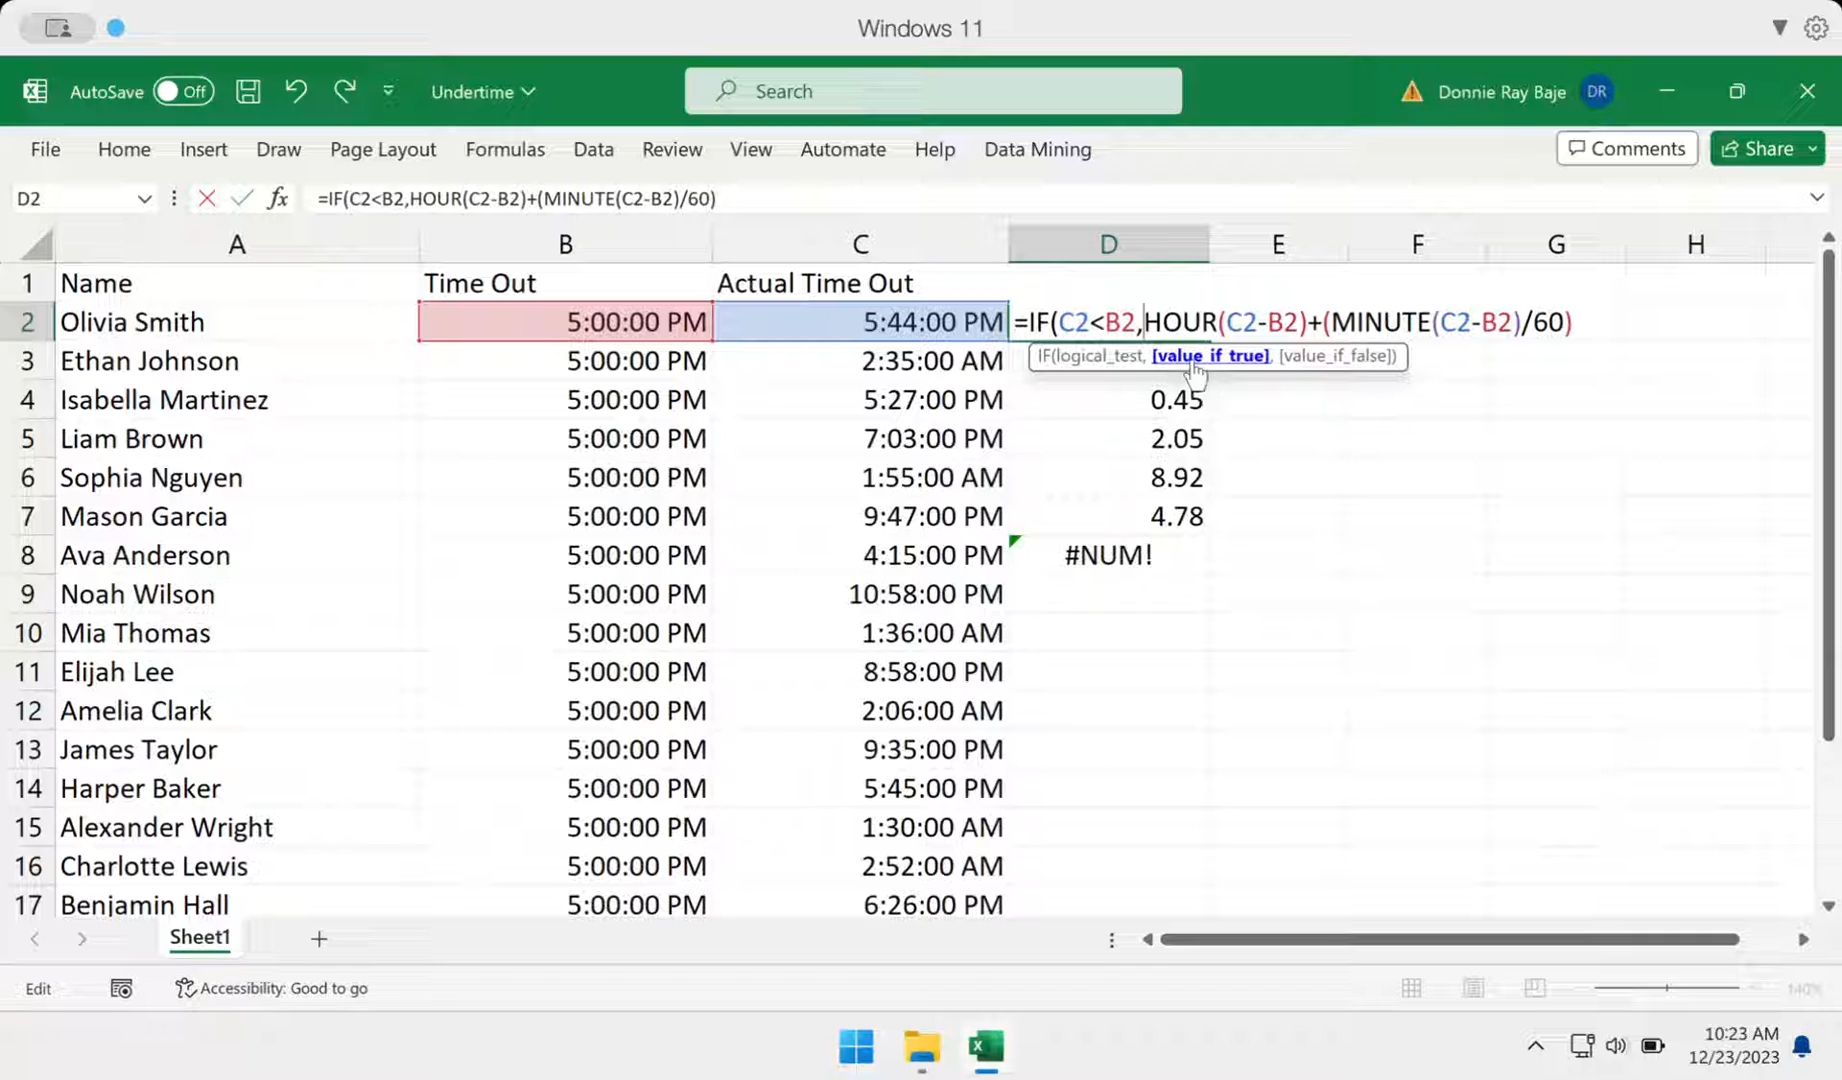 Windows 11
AutoSave Off Undertime Search Donnie Ray Baje DR
File Home Insert Draw Page Layout Formulas Data Review View Automate Help Data Mining Comments Share
D2 fx =IF(C2<B2,HOUR(C2-B2)+(MINUTE(C2-B2)/60)
A B C D E F G H
1 Name Time Out Actual Time Out
2 Olivia Smith 5:00:00 PM 5:44:00 PM =IF(C2<B2,HOUR(C2-B2)+(MINUTE(C2-B2)/60)
IF(logical_test, [value_if_true], [value_if_false])
3 Ethan Johnson 5:00:00 PM 2:35:00 AM
4 Isabella Martinez 5:00:00 PM 5:27:00 PM 0.45
5 Liam Brown 5:00:00 PM 7:03:00 PM 2.05
6 Sophia Nguyen 5:00:00 PM 1:55:00 AM 8.92
7 Mason Garcia 5:00:00 PM 9:47:00 PM 4.78
8 Ava Anderson 5:00:00 PM 4:15:00 PM #NUM!
9 Noah Wilson 5:00:00 PM 10:58:00 PM
10 Mia Thomas 5:00:00 PM 1:36:00 AM
11 Elijah Lee 5:00:00 PM 8:58:00 PM
12 Amelia Clark 5:00:00 PM 2:06:00 AM
13 James Taylor 5:00:00 PM 9:35:00 PM
14 Harper Baker 5:00:00 PM 5:45:00 PM
15 Alexander Wright 5:00:00 PM 1:30:00 AM
16 Charlotte Lewis 5:00:00 PM 2:52:00 AM
17 Benjamin Hall 5:00:00 PM 6:26:00 PM
Sheet1
Edit Accessibility: Good to go 140%
10:23 AM
12/23/2023